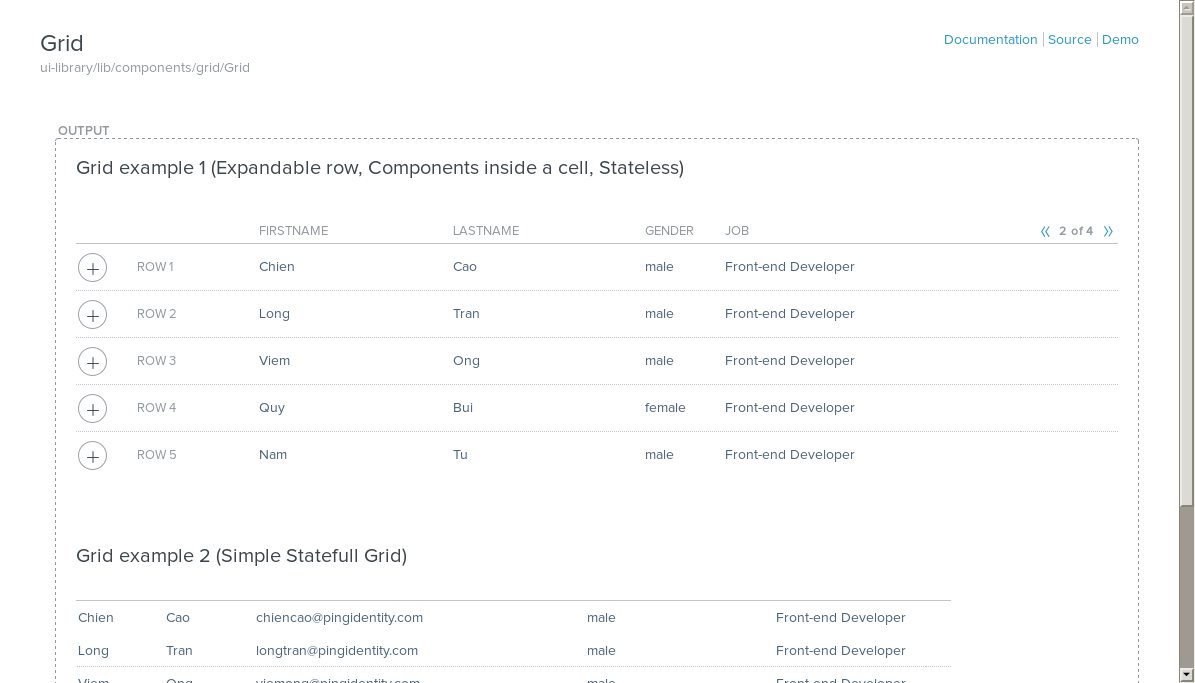 Grid
Documentation Source Demo
ui-library/lib/components/grid/Grid
OUTPUT
Grid example 1 (Expandable row, Components inside a cell, Stateless)
FIRSTNAME LASTNAME GENDER JOB 2 of 4
ROW 1 Chien Cao male Front-end Developer
ROW 2 Long Tran male Front-end Developer
ROW 3 Viem Ong male Front-end Developer
ROW 4 Quy Bui female Front-end Developer
ROW 5 Nam Tu male Front-end Developer
Grid example 2 (Simple Statefull Grid)
Chien Cao chiencao@pingidentity.com male Front-end Developer
Long Tran longtran@pingidentity.com male Front-end Developer
Viem Ong viemong@pingidentity.com male Front-end Developer